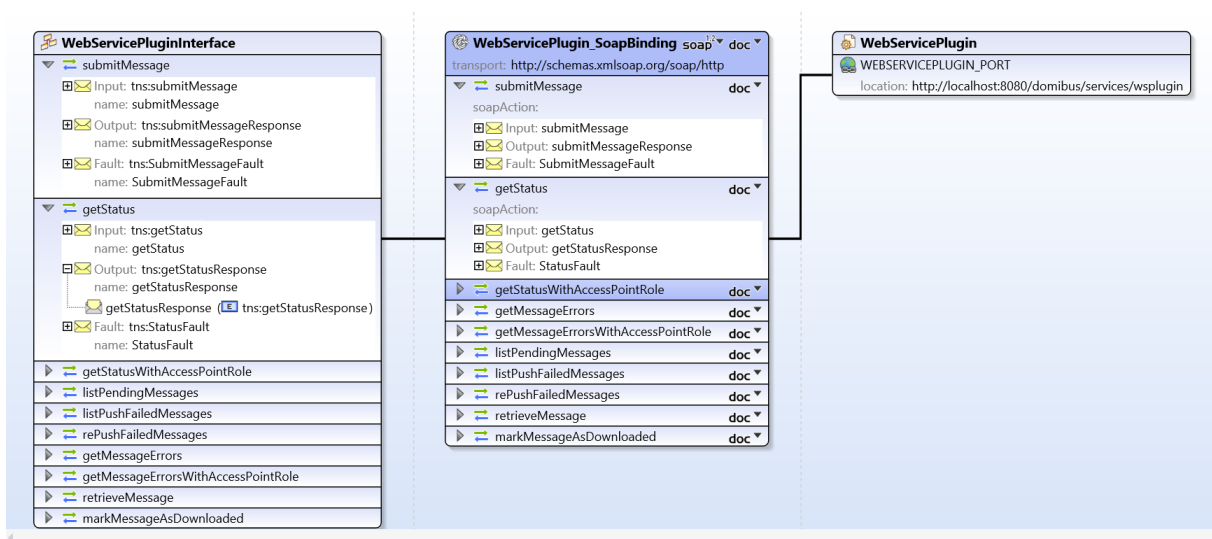 WebServicePluginInterface
submitMessage
Input: tns:submitMessage
name: submitMessage
Output: tns:submitMessageResponse
name: submitMessageResponse
Fault: tns:SubmitMessageFault
name: SubmitMessageFault
getStatus
Input: tns:getStatus
name: getStatus
Output: tns:getStatusResponse
name: getStatusResponse
getStatusResponse (E tns:getStatusResponse)
Fault: tns:StatusFault
name: StatusFault
getStatusWithAccessPointRole
listPendingMessages
listPushFailedMessages
rePushFailedMessages
getMessageErrors
getMessageErrorsWithAccessPointRole
retrieveMessage
markMessageAsDownloaded
WebServicePlugin_SoapBinding soap 1.2 doc
transport: http://schemas.xmlsoap.org/soap/http
submitMessage doc
soapAction:
Input: submitMessage
Output: submitMessageResponse
Fault: SubmitMessageFault
getStatus doc
soapAction:
Input: getStatus
Output: getStatusResponse
Fault: StatusFault
getStatusWithAccessPointRole doc
getMessageErrors doc
getMessageErrorsWithAccessPointRole doc
listPendingMessages doc
listPushFailedMessages doc
rePushFailedMessages doc
retrieveMessage doc
markMessageAsDownloaded doc
WebServicePlugin
WEBSERVICEPLUGIN_PORT
location: http://localhost:8080/domibus/services/wsplugin